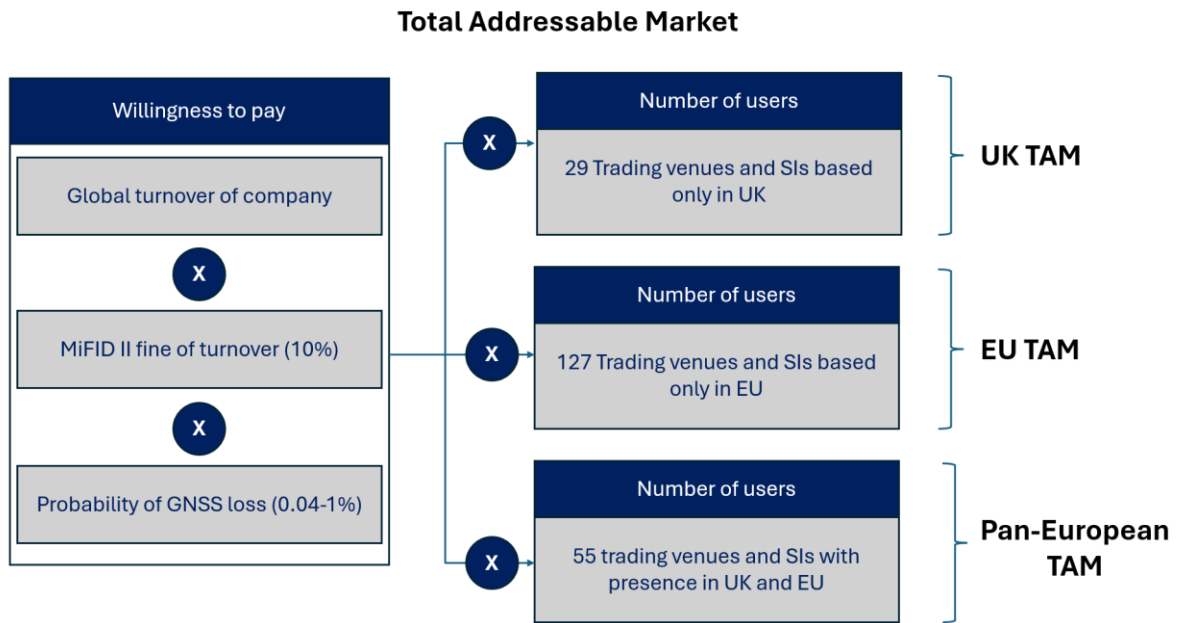 Total Addressable Market
Willingness to pay
Global turnover of company
X
MiFID II fine of turnover (10%)
X
Probability of GNSS loss (0.04-1%)
X
Number of users
29 Trading venues and SIs based
only in UK
UK TAM
X
Number of users
127 Trading venues and SIs based
only in EU
EU TAM
X
Number of users
55 trading venues and SIs with
presence in UK and EU
Pan-European
TAM